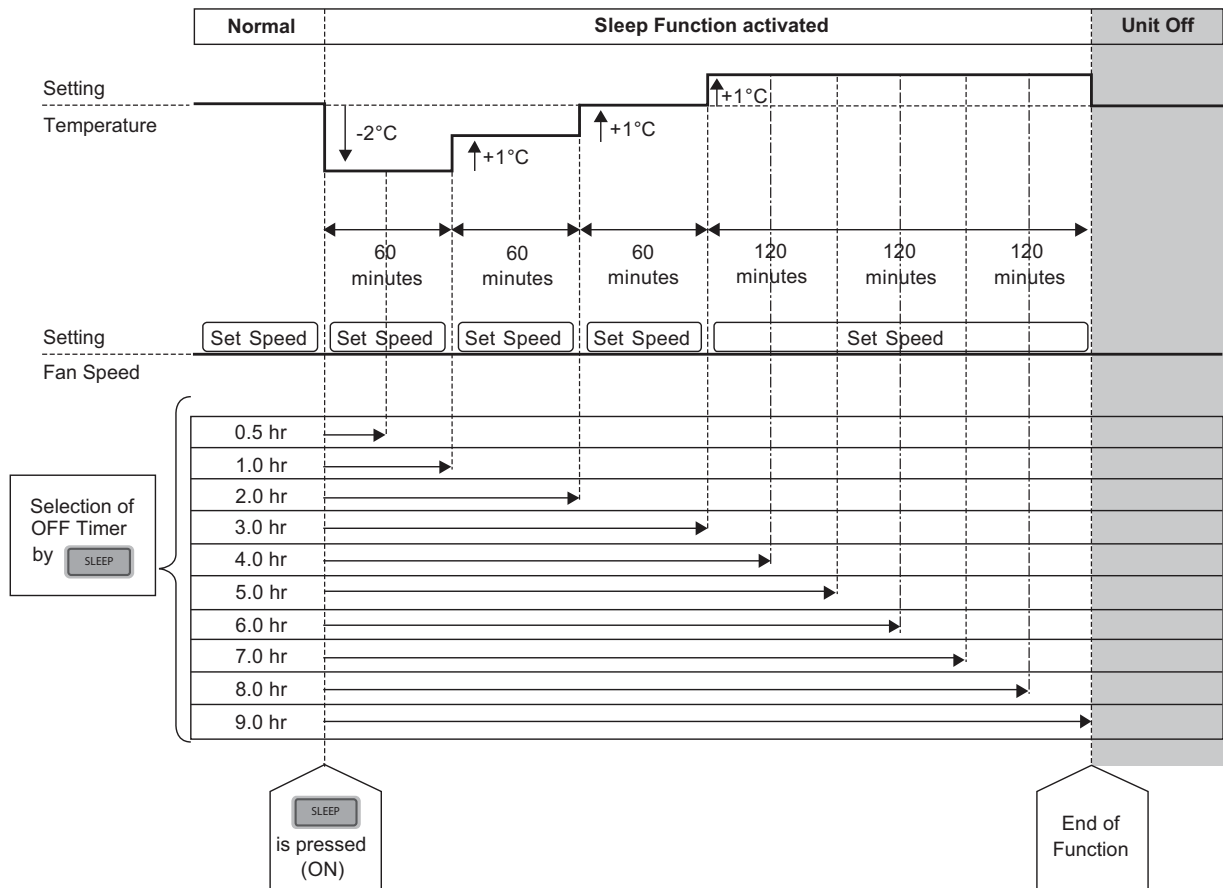 Normal
Sleep Function activated
Unit Off
Setting
Temperature
-2°C
+1°C
+1°C
+1°C
60
minutes
60
minutes
60
minutes
120
minutes
120
minutes
120
minutes
Setting
Fan Speed
Set Speed
Set Speed
Set Speed
Set Speed
Set Speed
Selection of
OFF Timer
by SLEEP
0.5 hr
1.0 hr
2.0 hr
3.0 hr
4.0 hr
5.0 hr
6.0 hr
7.0 hr
8.0 hr
9.0 hr
SLEEP
is pressed
(ON)
End of
Function